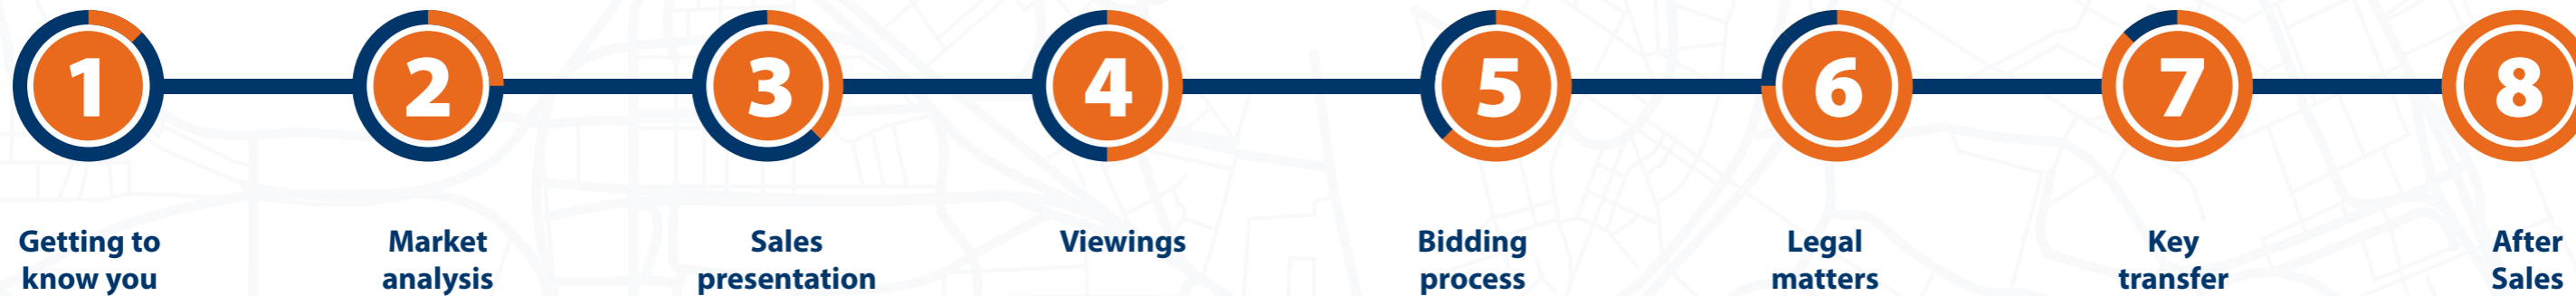 1
Getting to
know you
2
Market
analysis
3
Sales
presentation
4
Viewings
5
Bidding
process
6
Legal
matters
7
Key
transfer
8
After
Sales